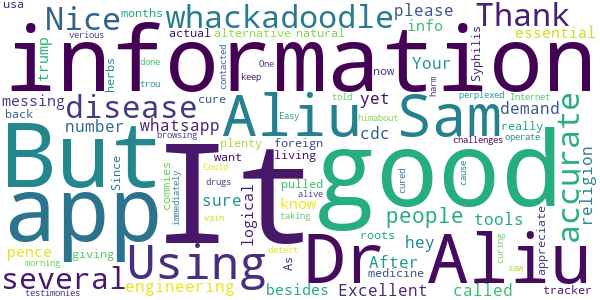 usa
Nice
months
whackadoodle
please
Thank
actual
alternative
natural
info
essential
verious
done
One
contacted
now
Your
Syphilis
trump
herbs
trou
keep
information
messing
disease
cure
Aliu
Sam
yet
told
himabout
perplexed
Internet
harm
demand
back
number
whatsapp
Easy
cdc
really
operate
browsing
plenty
foreign
challenges
accurate
religion
But
It
good
Since
commies
immediately
sure
want
living
Could
drugs
pulled
alive
cured
cause
people
tools
app
logical
vain
know
hey
taking
roots
curing
appreciate
pence
giving
Using
As
detect
After
medicine
saw
Dr
Aliu
morning
several
engineering
besides
Excellent
called
tracker
testimonies